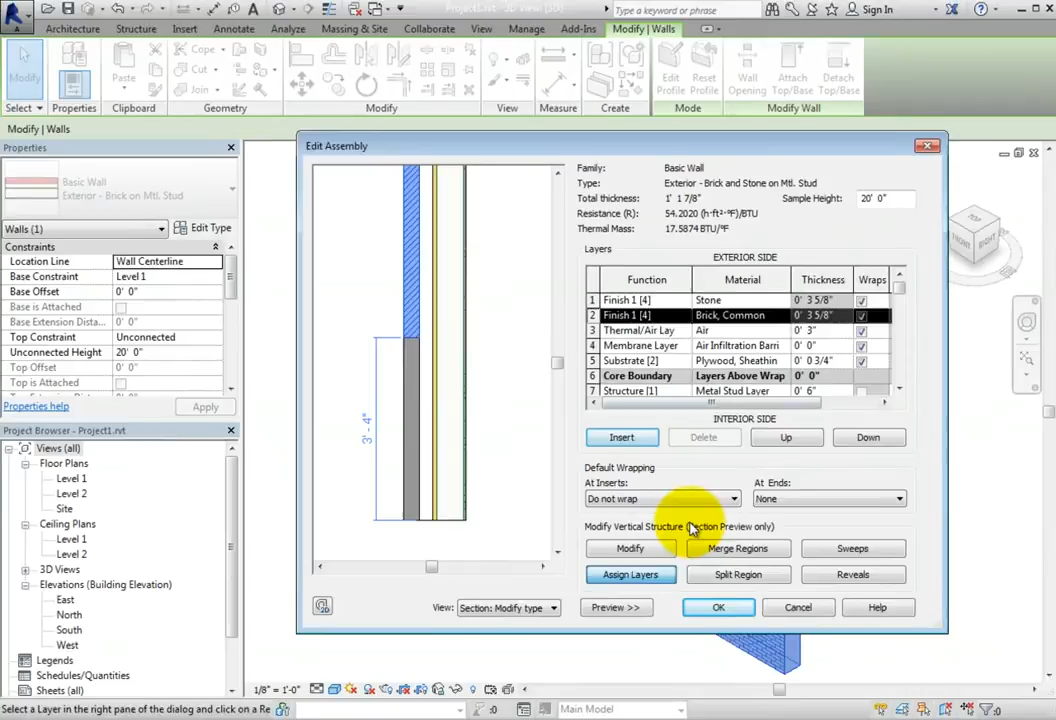 Project1.rvt - 3D View: {3D}
Type a keyword or phrase
Sign In
Architecture Structure Insert Annotate Analyze Massing & Site Collaborate View Manage Add-Ins Modify | Walls
Modify
Paste
Cope
Cut
Join
Edit Profile
Reset Profile
Wall Opening
Attach Top/Base
Detach Top/Base
Select Properties Clipboard Geometry Modify View Measure Create Mode Modify Wall
Modify | Walls
Properties
Basic Wall
Exterior - Brick and Stone on Mtl. Stud
Walls (1)
Edit Type
Constraints
Location Line Wall Centerline
Base Constraint Level 1
Base Offset 0' 0"
Base is Attached
Base Extension Dista... 0' 0"
Top Constraint Unconnected
Unconnected Height 20' 0"
Top Offset 0' 0"
Top is Attached
Properties help
Apply
Project Browser - Project1.rvt
Views (all)
Floor Plans
Level 1
Level 2
Site
Ceiling Plans
Level 1
Level 2
3D Views
Elevations (Building Elevation)
East
North
South
West
Legends
Schedules/Quantities
Sheets (all)
Edit Assembly
3' - 4"
Family: Basic Wall
Type: Exterior - Brick and Stone on Mtl. Stud
Total thickness: 1' 1 7/8" Sample Height: 20' 0"
Resistance (R): 54.2020 (h·ft²·°F)/BTU
Thermal Mass: 17.5874 BTU/°F
Layers
EXTERIOR SIDE
Function Material Thickness Wraps
1 Finish 1 [4] Stone 0' 3 5/8"
2 Finish 1 [4] Brick, Common 0' 3 5/8"
3 Thermal/Air Lay Air 0' 3"
4 Membrane Layer Air Infiltration Barri 0' 0"
5 Substrate [2] Plywood, Sheathin 0' 0 3/4"
6 Core Boundary Layers Above Wrap 0' 0"
7 Structure [1] Metal Stud Layer 0' 6"
INTERIOR SIDE
Insert Delete Up Down
Default Wrapping
At Inserts: At Ends:
Do not wrap None
Modify Vertical Structure (Section Preview only)
Modify Merge Regions Sweeps
Assign Layers Split Region Reveals
View: Section: Modify type Preview >> OK Cancel Help
FRONT RIGHT
1/8" = 1'-0"
Select a Layer in the right pane of the dialog and click on a Re
:0
Main Model
:0